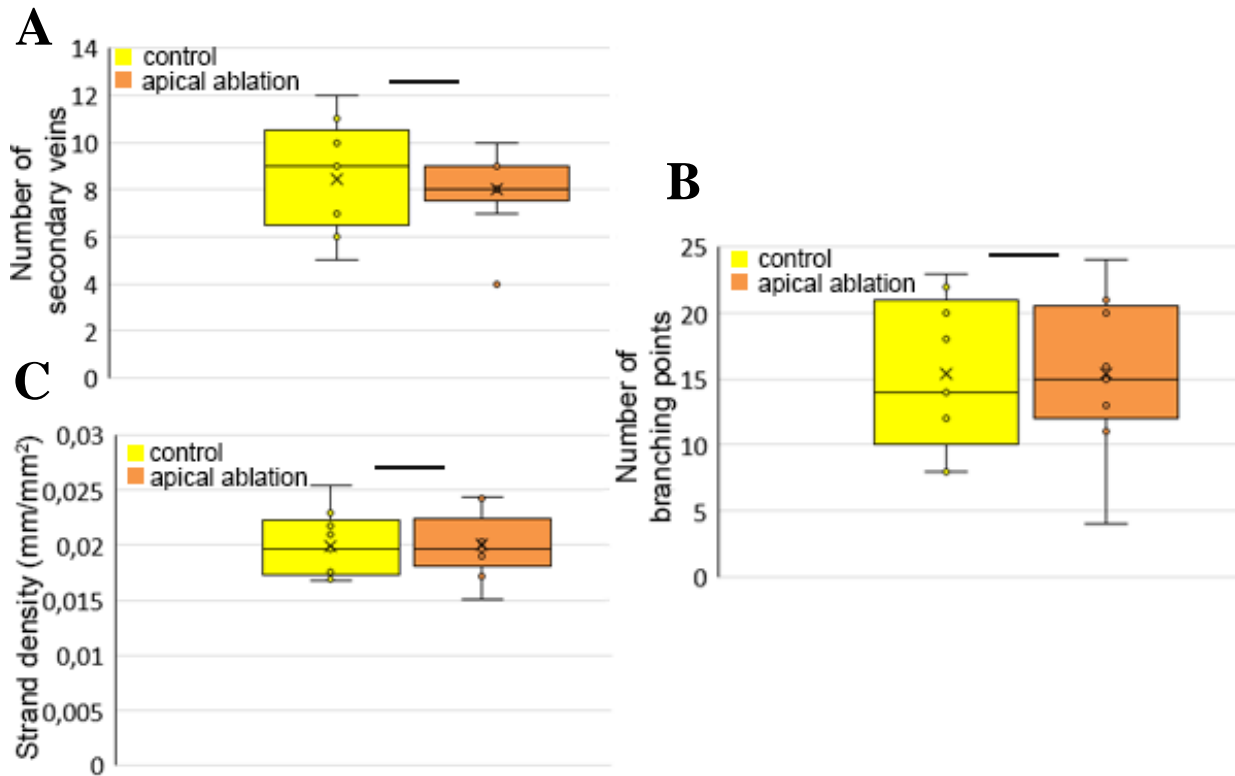 A
14
12
10
8
6
4
2
0
Number of
secondary veins
control
apical ablation
B
25
20
15
10
5
0
Number of
branching points
control
apical ablation
C
0,03
0,025
0,02
0,015
0,01
0,005
0
Strand density (mm/mm²)
control
apical ablation